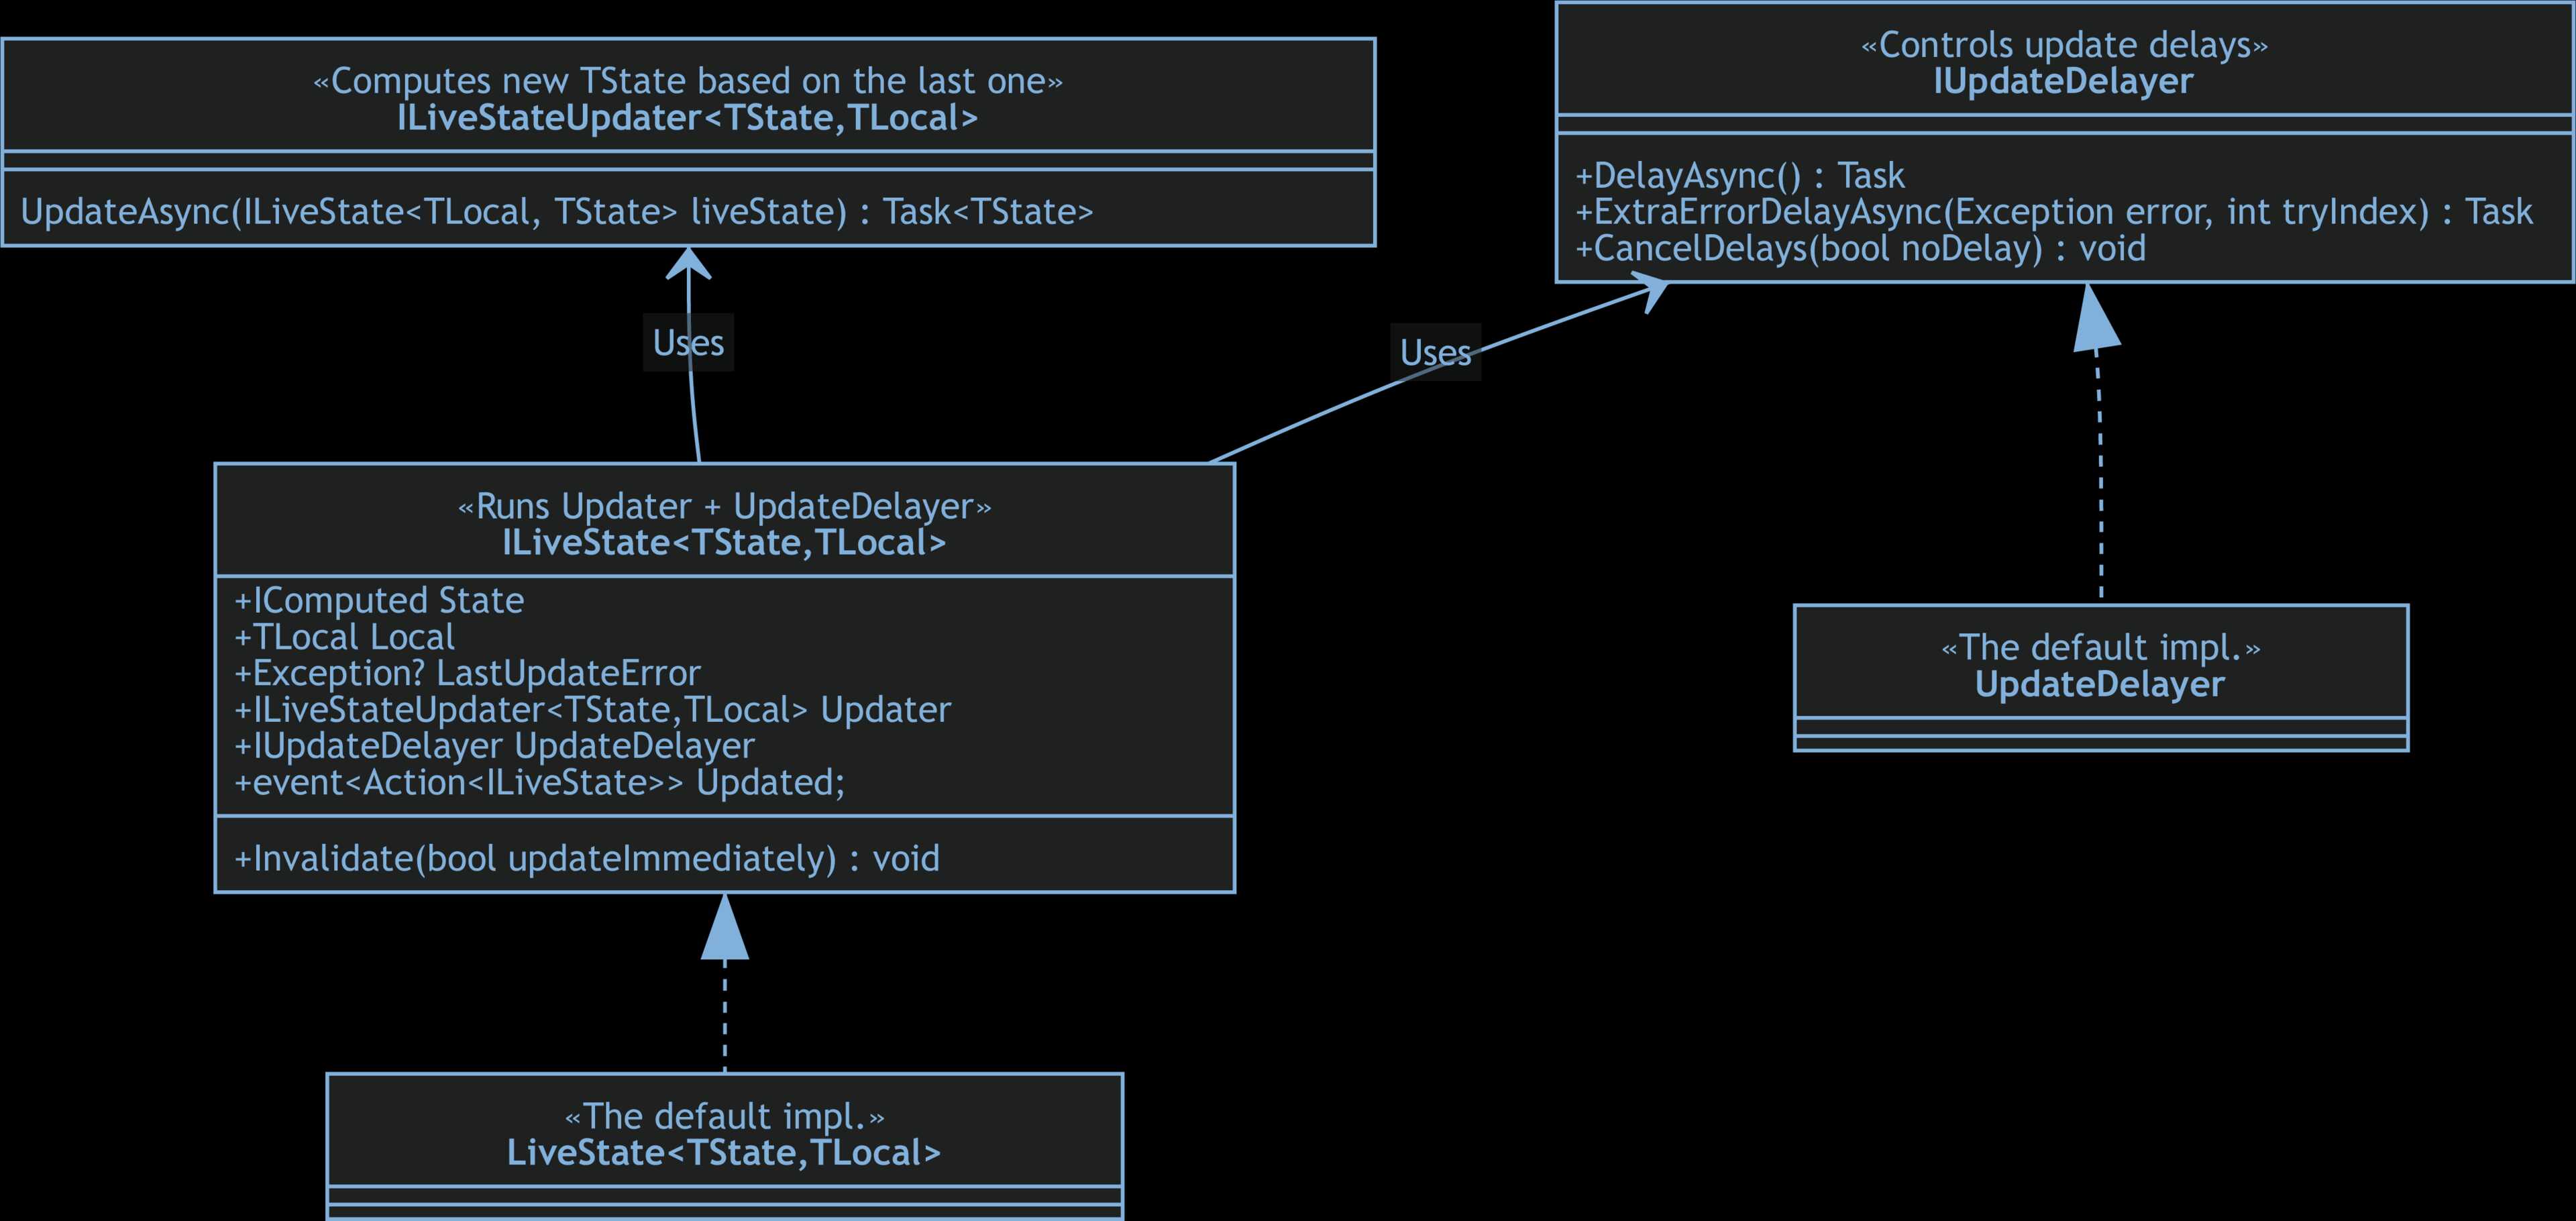 «Computes new TState based on the last one»
ILiveStateUpdater<TState,TLocal>
UpdateAsync(ILiveState<TLocal, TState> liveState) : Task<TState>
«Controls update delays»
IUpdateDelayer
+DelayAsync() : Task
+ExtraErrorDelayAsync(Exception error, int tryIndex) : Task
+CancelDelays(bool noDelay) : void
Uses
Uses
«Runs Updater + UpdateDelayer»
ILiveState<TState,TLocal>
+IComputed State
+TLocal Local
+Exception? LastUpdateError
+ILiveStateUpdater<TState,TLocal> Updater
+IUpdateDelayer UpdateDelayer
+event<Action<ILiveState>> Updated;
+Invalidate(bool updateImmediately) : void
«The default impl.»
UpdateDelayer
«The default impl.»
LiveState<TState,TLocal>